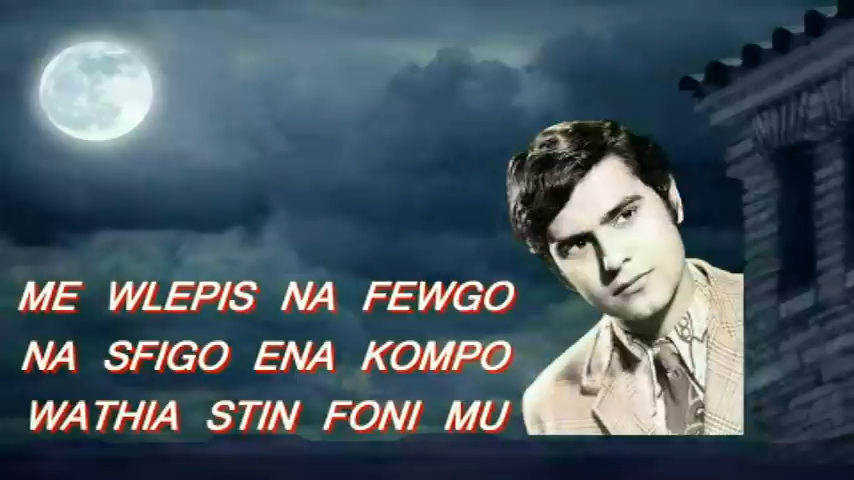 ME WLEPIS NA FEWGO
NA SFIGO ENA KOMPO
WATHIA STIN FONI MU